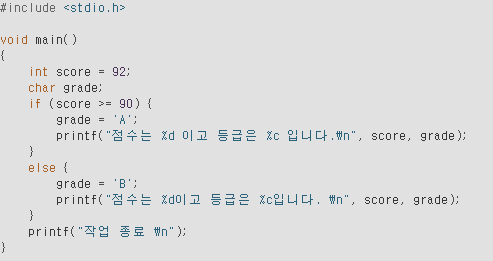 #include <stdio.h>

void main()
{
    int score = 92;
    char grade;
    if (score >= 90) {
        grade = 'A';
        printf("점수는 %d 이고 등급은 %c 입니다.₩n", score, grade);
    }
    else {
        grade = 'B';
        printf("점수는 %d이고 등급은 %c입니다. ₩n", score, grade);
    }
    printf("작업 종료 ₩n");
}